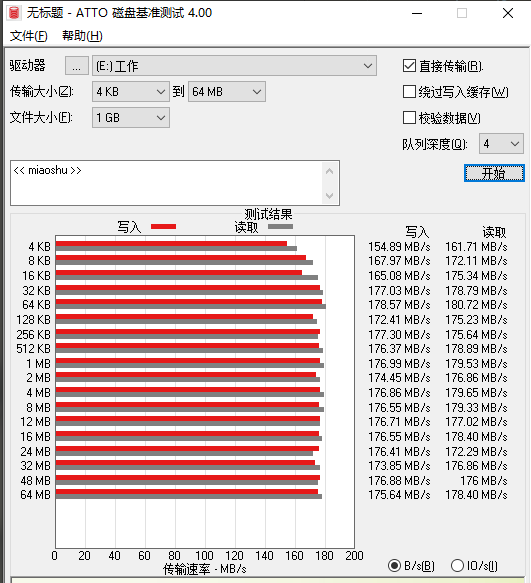 无标题 - ATTO 磁盘基准测试 4.00
文件(F) 帮助(H)
驱动器 ... (E:) 工作
直接传输(R).
传输大小(Z): 4 KB 到 64 MB
绕过写入缓存(W)
文件大小(F): 1 GB
校验数据(V)
队列深度(Q): 4
<< miaoshu >>
开始
测试结果
写入 读取 写入 读取
4 KB 154.89 MB/s 161.71 MB/s
8 KB 167.97 MB/s 172.11 MB/s
16 KB 165.08 MB/s 175.34 MB/s
32 KB 177.03 MB/s 178.79 MB/s
64 KB 178.57 MB/s 180.72 MB/s
128 KB 172.41 MB/s 175.23 MB/s
256 KB 177.30 MB/s 175.64 MB/s
512 KB 176.37 MB/s 178.89 MB/s
1 MB 176.99 MB/s 179.53 MB/s
2 MB 174.45 MB/s 176.86 MB/s
4 MB 176.86 MB/s 179.65 MB/s
8 MB 176.55 MB/s 179.33 MB/s
12 MB 176.71 MB/s 177.02 MB/s
16 MB 176.55 MB/s 178.40 MB/s
24 MB 176.41 MB/s 172.29 MB/s
32 MB 173.85 MB/s 176.86 MB/s
48 MB 176.88 MB/s 176 MB/s
64 MB 175.64 MB/s 178.40 MB/s
0 20 40 60 80 100 120 140 160 180 200
传输速率 - MB/s
B/s(B) IO/s(I)